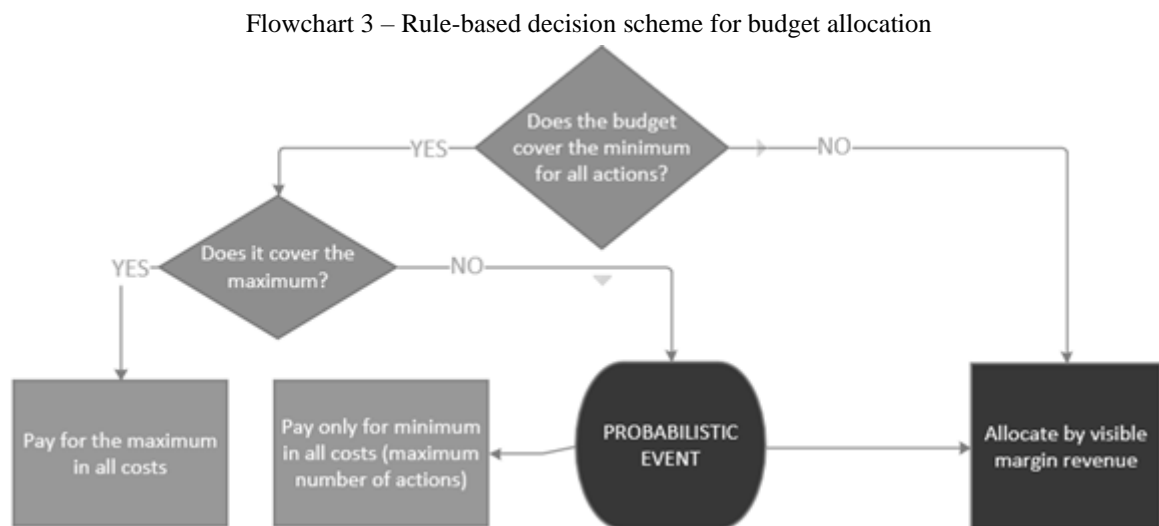 Flowchart 3 – Rule-based decision scheme for budget allocation
Does the budget
cover the minimum
for all actions?
YES
NO
Does it cover the
maximum?
YES
NO
Pay for the maximum
in all costs
Pay only for minimum
in all costs (maximum
number of actions)
PROBABILISTIC
EVENT
Allocate by visible
margin revenue